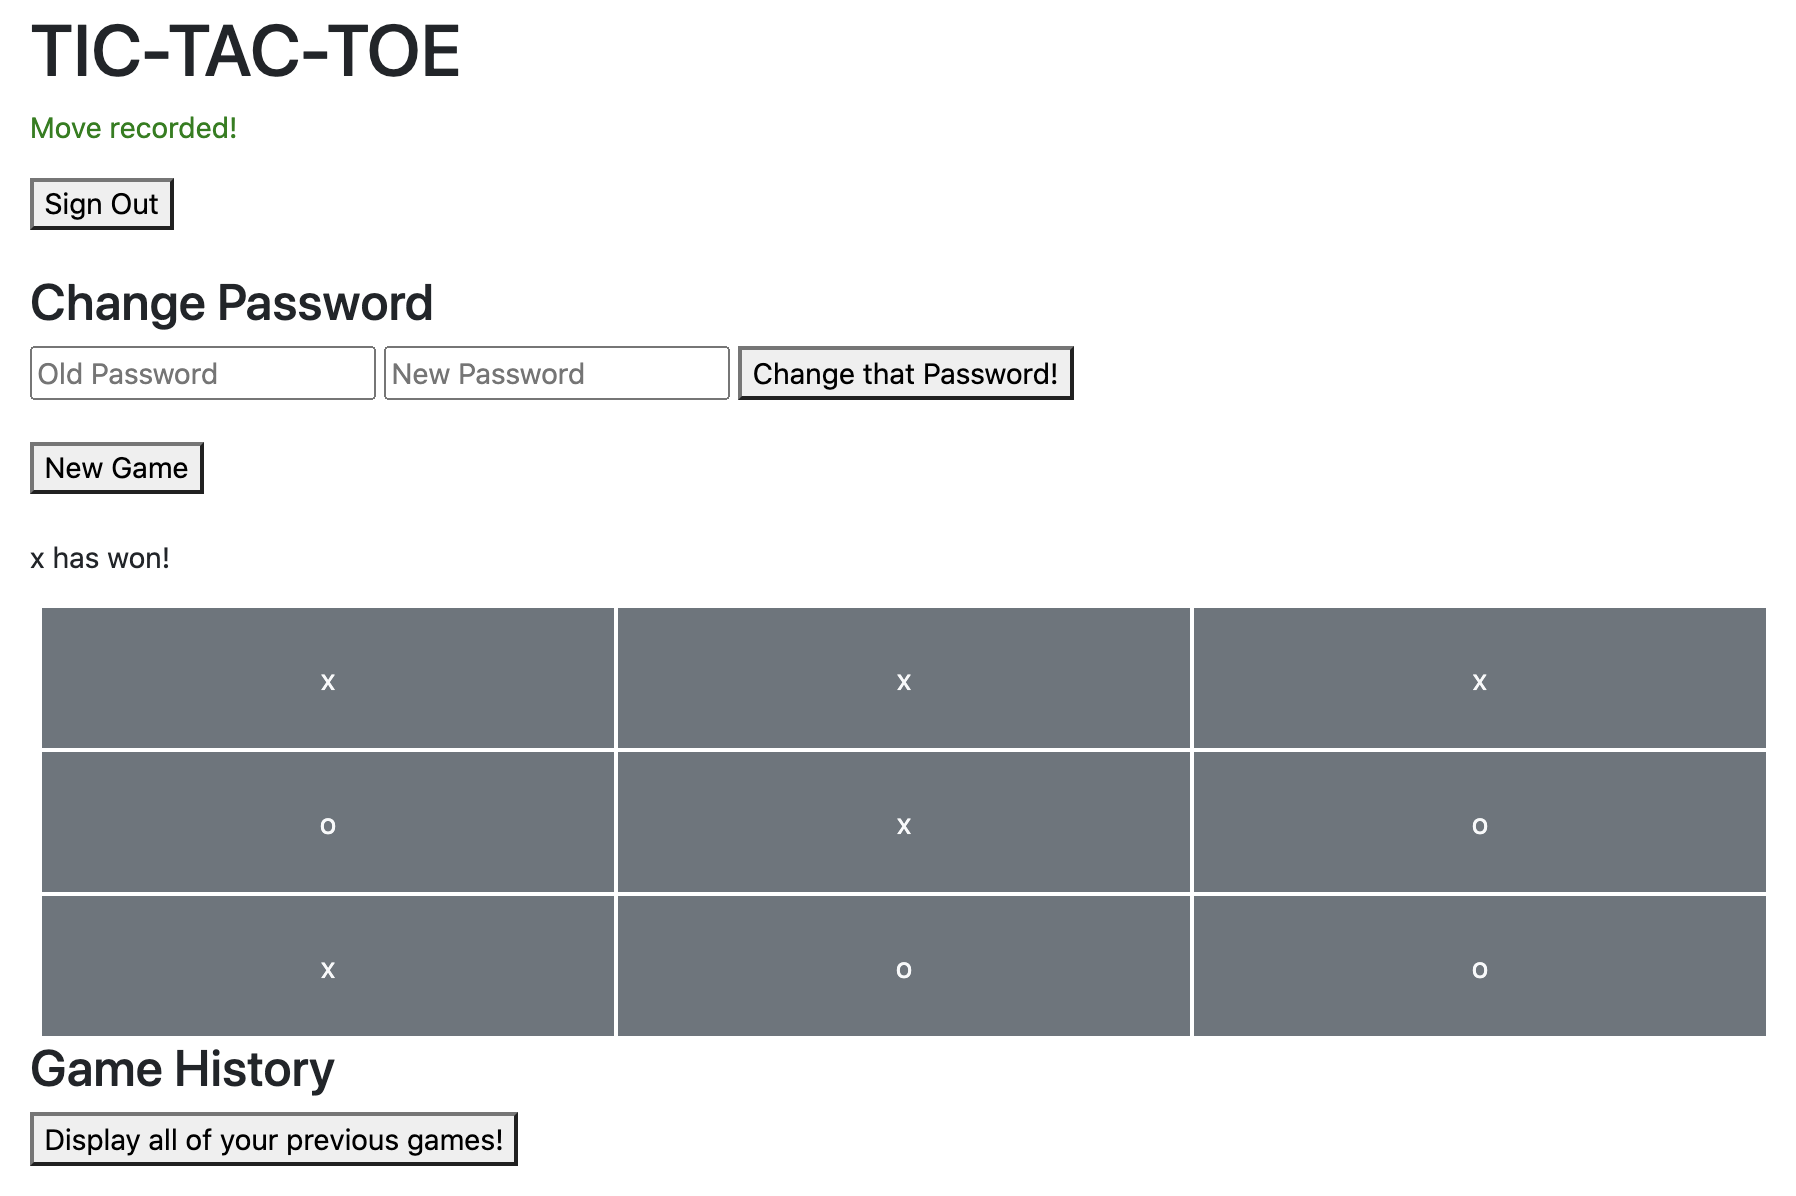 TIC-TAC-TOE
Move recorded!
Sign Out
Change Password
Old Password New Password Change that Password!
New Game
x has won!
x x x
o x o
x o o
Game History
Display all of your previous games!